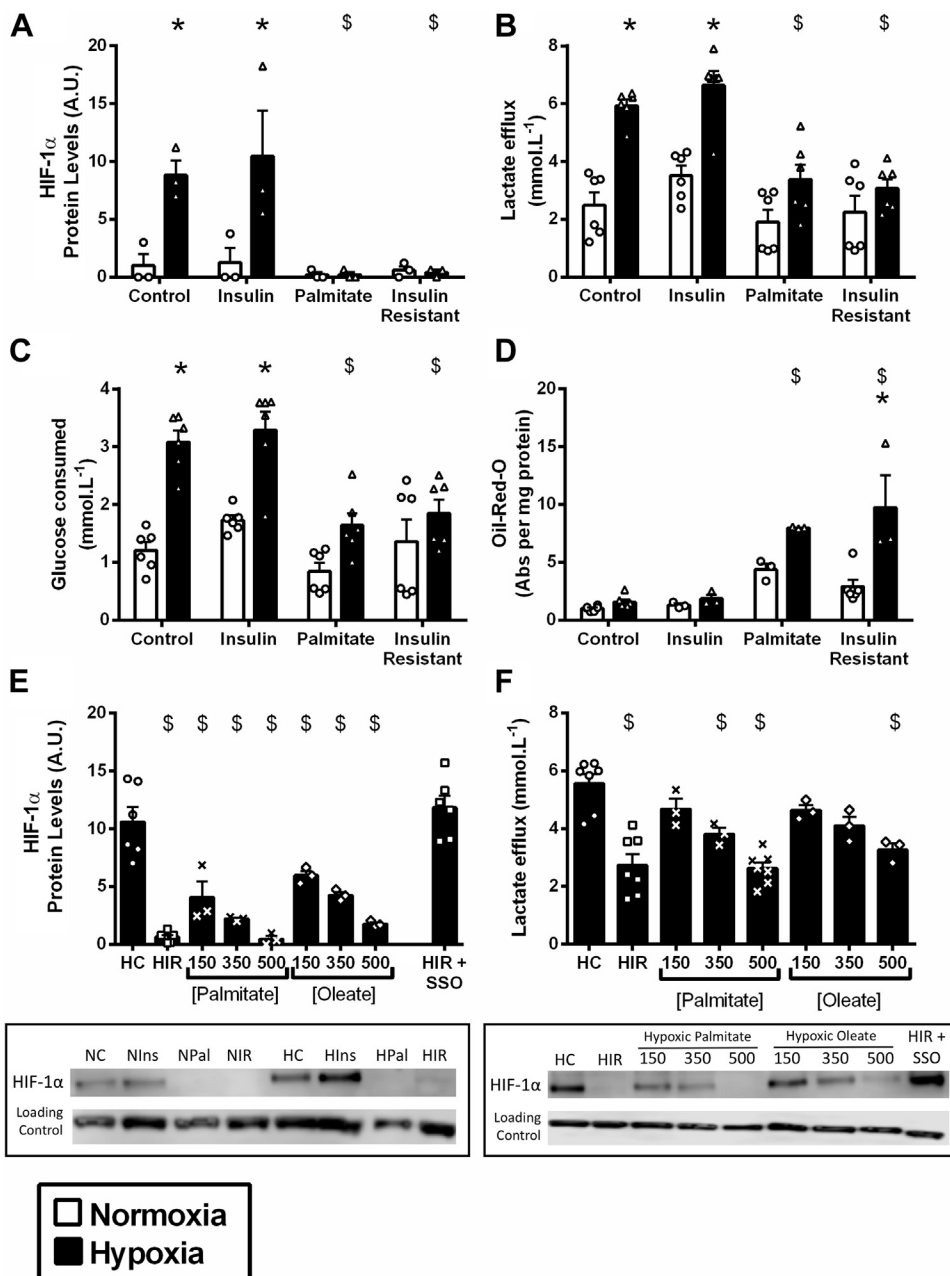 A
HIF-1α
Protein Levels (A.U.)
20
15
10
5
0
* * $ $
Control Insulin Palmitate Insulin
Resistant
B
Lactate efflux
(mmol.L⁻¹)
8
6
4
2
0
* * $ $
Control Insulin Palmitate Insulin
Resistant
C
Glucose consumed
(mmol.L⁻¹)
4
3
2
1
0
* * $ $
Control Insulin Palmitate Insulin
Resistant
D
Oil-Red-O
(Abs per mg protein)
20
15
10
5
0
$ $
*
Control Insulin Palmitate Insulin
Resistant
E
HIF-1α
Protein Levels (A.U.)
20
15
10
5
0
$ $ $ $ $ $ $
HC HIR 150 350 500 150 350 500 HIR +
SSO
[Palmitate] [Oleate]
F
Lactate efflux (mmol.L⁻¹)
8
6
4
2
0
$ $ $ $
HC HIR 150 350 500 150 350 500
[Palmitate] [Oleate]
NC NIns NPal NIR HC HIns HPal HIR
HIF-1α
Loading
Control
Hypoxic Palmitate Hypoxic Oleate HIR +
HC HIR 150 350 500 150 350 500 SSO
HIF-1α
Loading
Control
Normoxia
Hypoxia